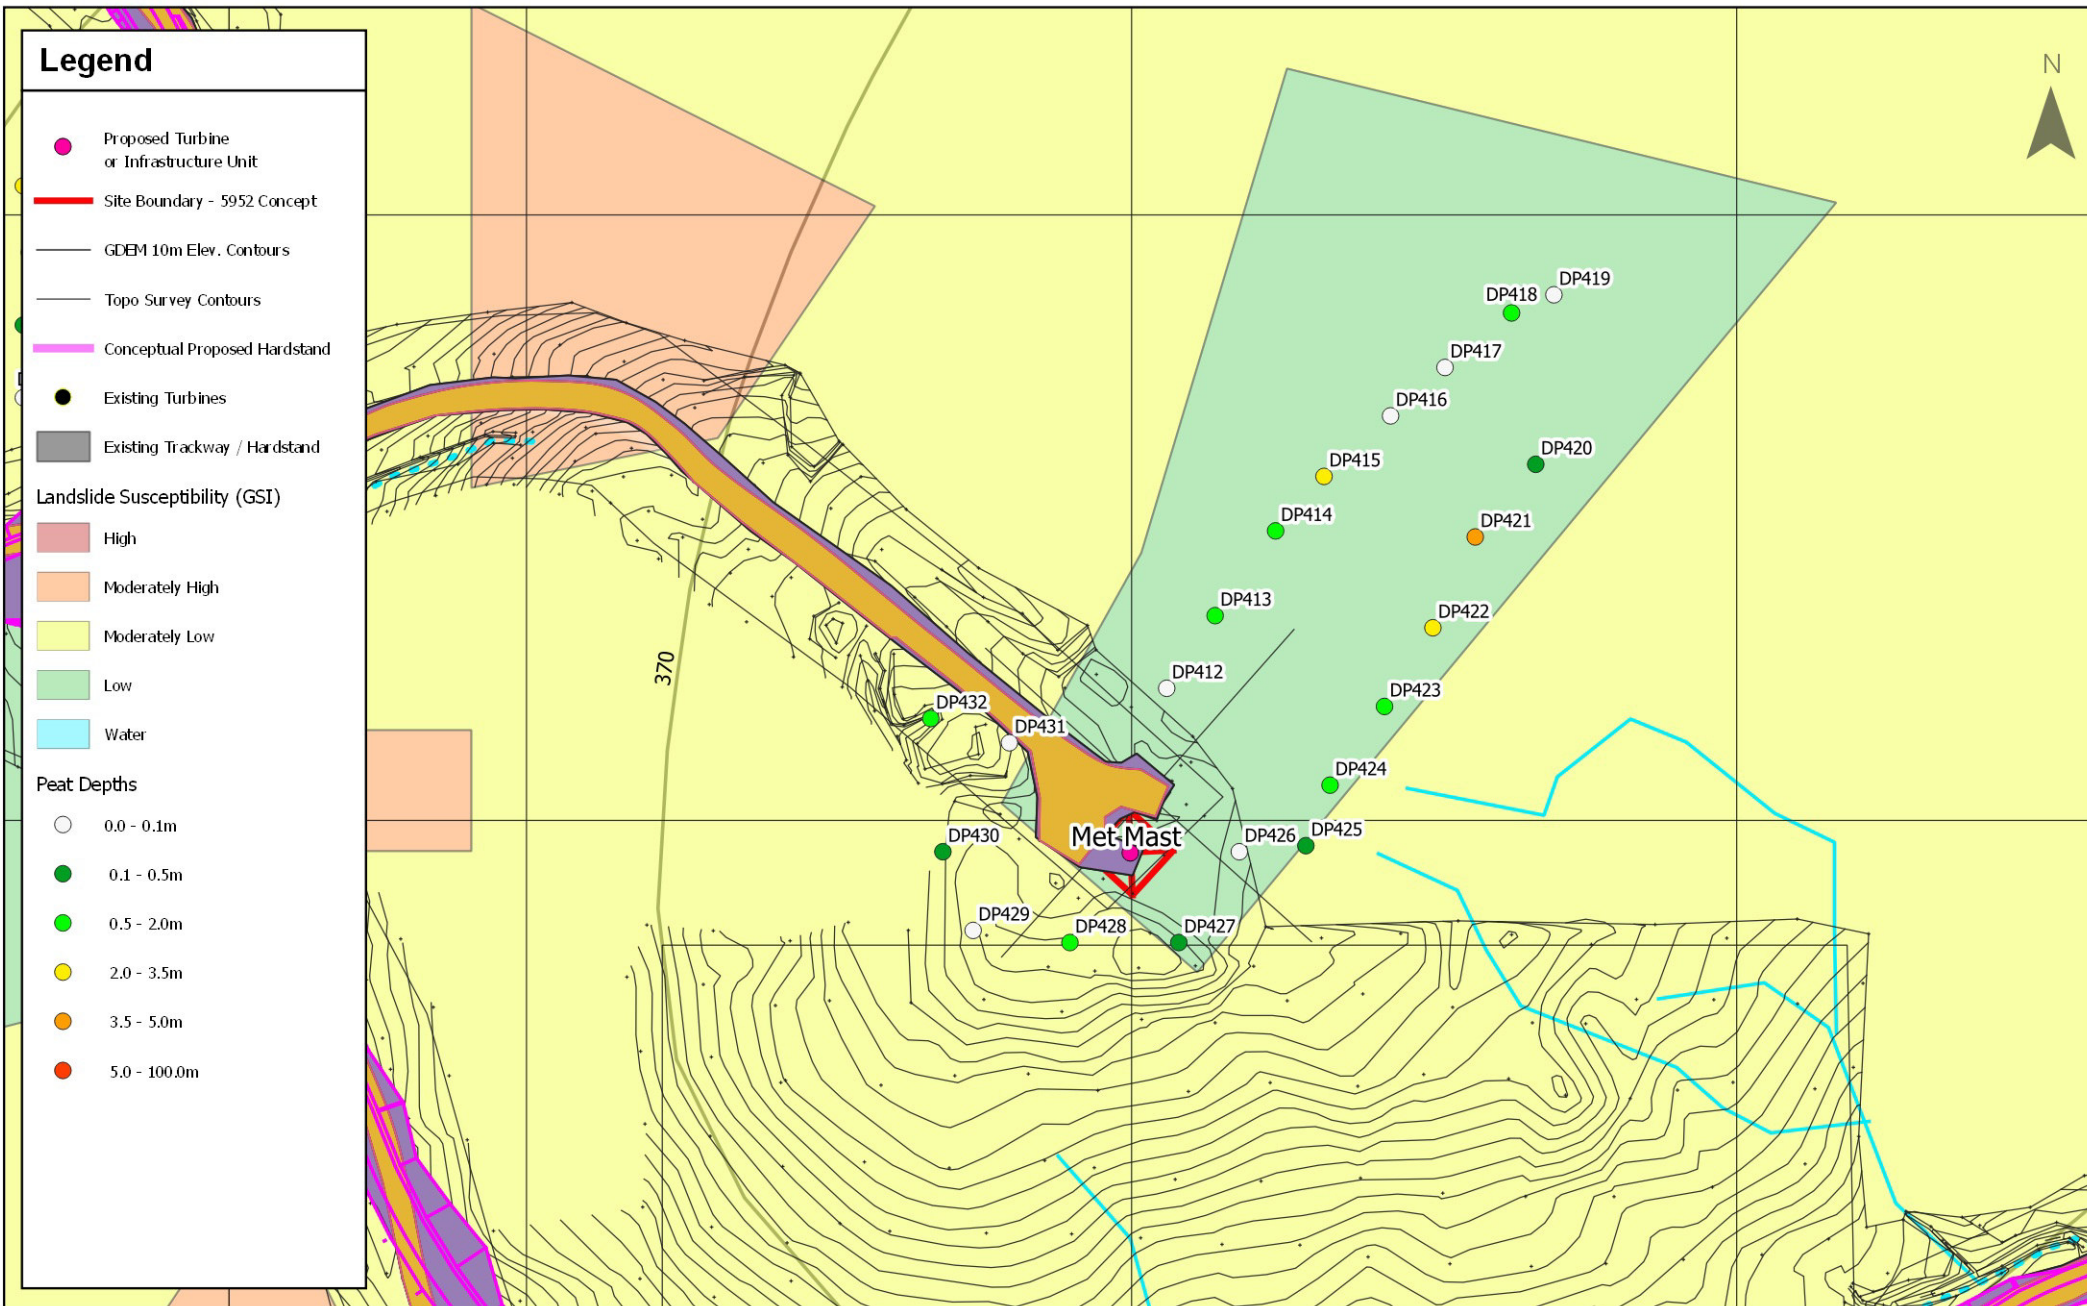 Legend
Proposed Turbine
or Infrastructure Unit
Site Boundary - 5952 Concept
GDEM 10m Elev. Contours
Topo Survey Contours
Conceptual Proposed Hardstand
Existing Turbines
Existing Trackway / Hardstand
Landslide Susceptibility (GSI)
High
Moderately High
Moderately Low
Low
Water
Peat Depths
0.0 - 0.1m
0.1 - 0.5m
0.5 - 2.0m
2.0 - 3.5m
3.5 - 5.0m
5.0 - 100.0m
N
DP419
DP418
DP417
DP416
DP420
DP415
DP414
DP421
DP413
DP422
370
DP412
DP423
DP432
DP431
DP424
DP430
Met Mast
DP426
DP425
DP429
DP428
DP427